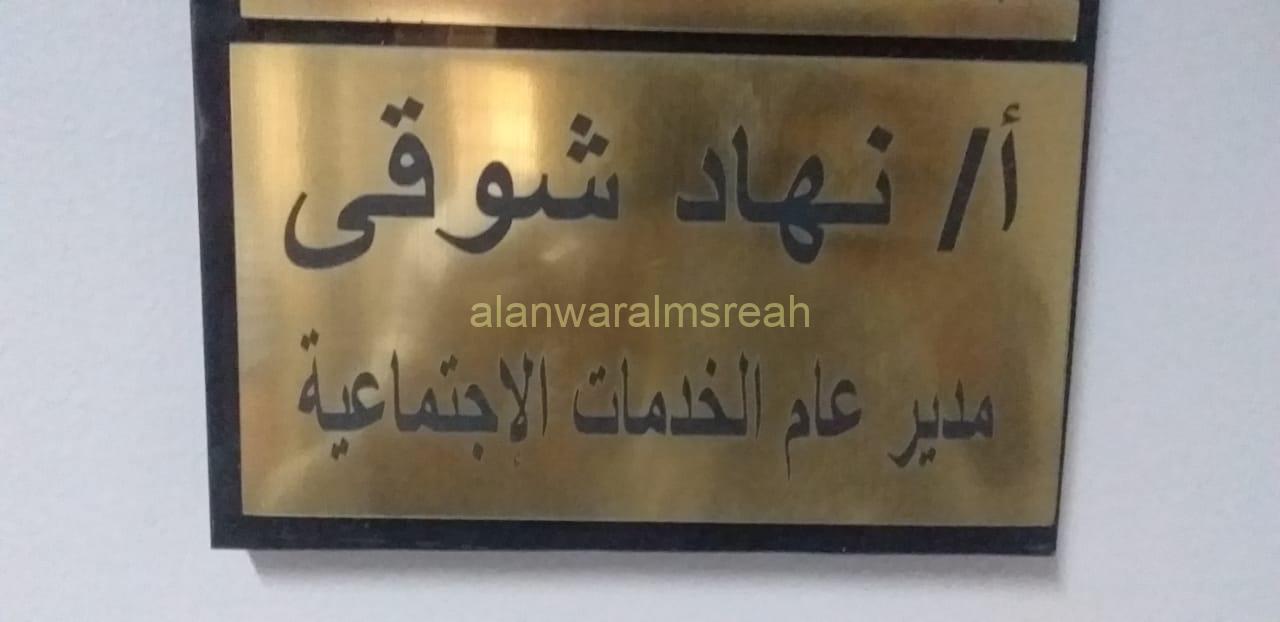 أ/ نهاد شوقى
alanwaralmsreah
مدير عام الخدمات الإجتماعية